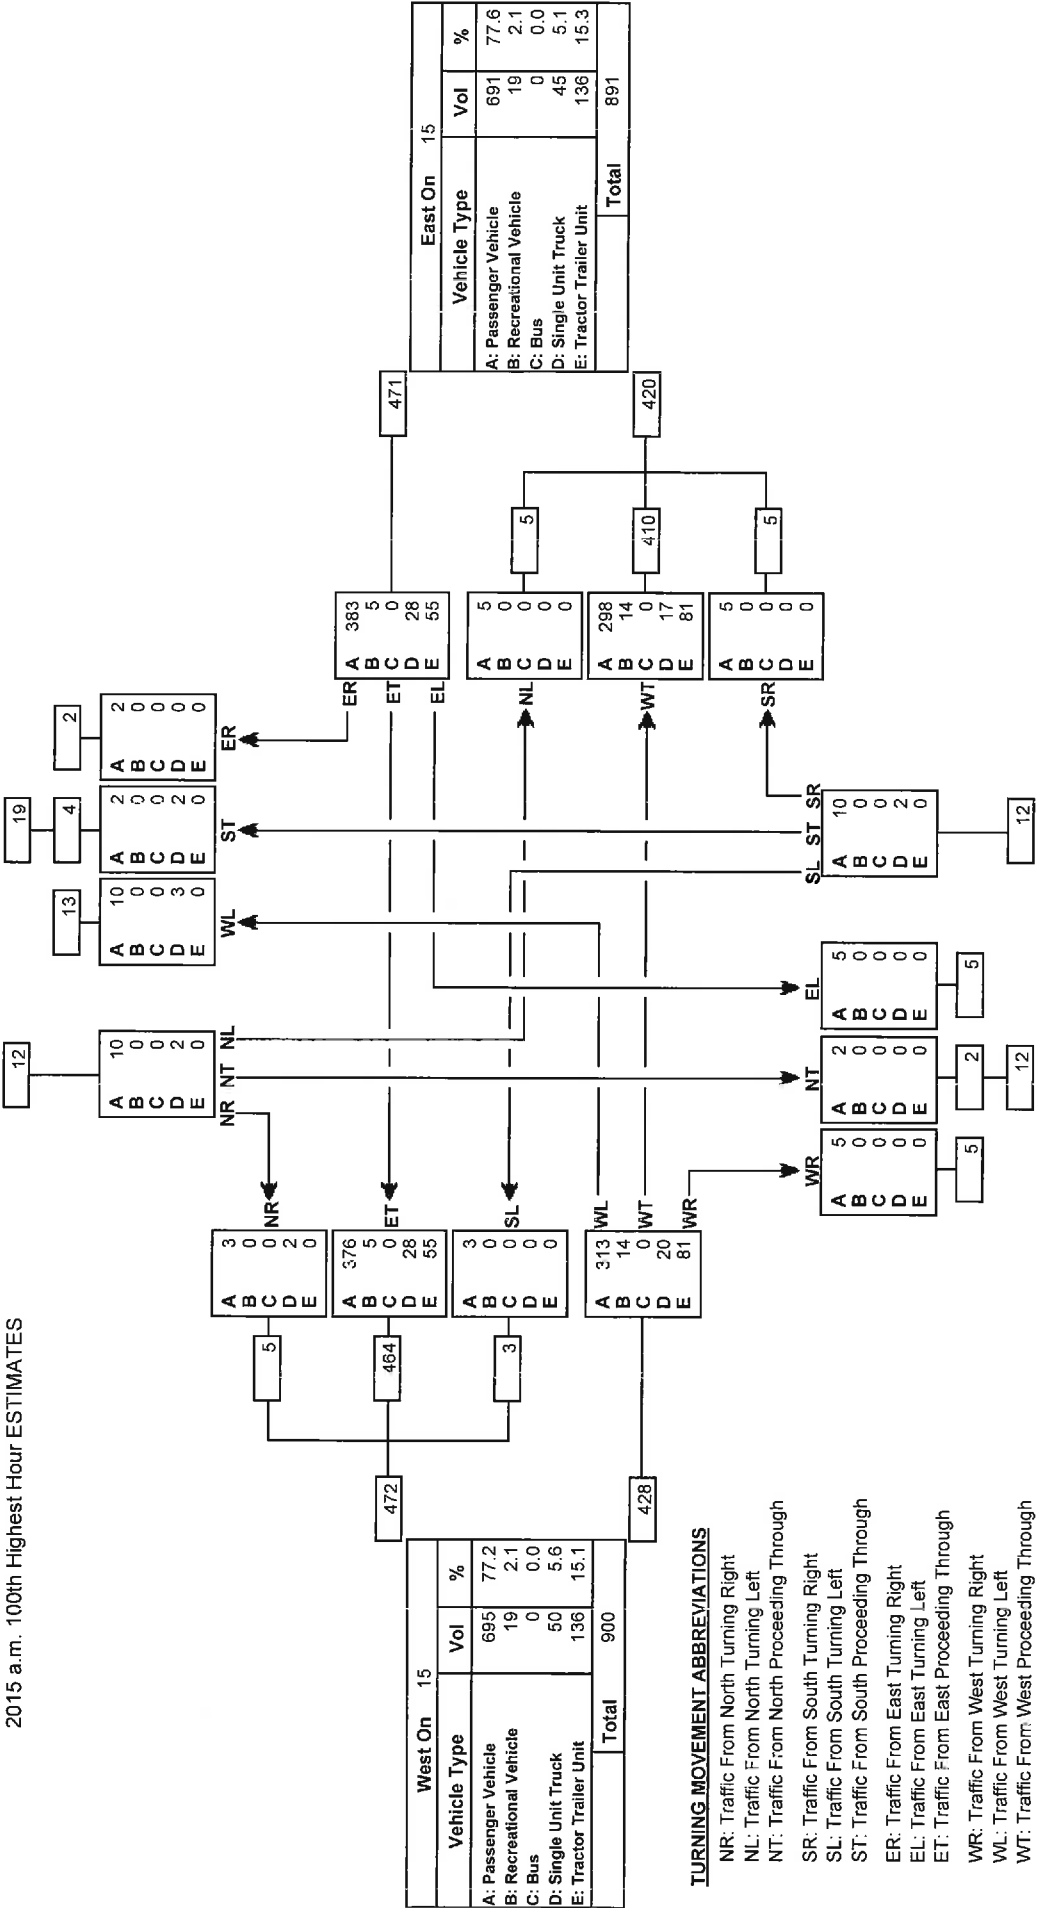 2015 a.m. 100th Highest Hour ESTIMATES
12
A 10
B 0
C 0
D 2
E 0
NR NT NL
13
A 10
B 0
C 0
D 3
E 0
WL
19
4
A 2
B 0
C 0
D 2
E 0
ST
2
A 2
B 0
C 0
D 0
E 0
ER
West On 15
Vehicle Type Vol %
A: Passenger Vehicle 695 77.2
B: Recreational Vehicle 19 2.1
C: Bus 0 0.0
D: Single Unit Truck 50 5.6
E: Tractor Trailer Unit 136 15.1
Total 900
472
5
A 3
B 0
C 0
D 2
E 0
NR
464
A 376
B 5
C 0
D 28
E 55
ET
3
A 3
B 0
C 0
D 0
E 0
SL
428
A 313
B 14
C 0
D 20
E 81
WL
WT
WR
ER
ET
EL
A 383
B 5
C 0
D 28
E 55
471
NL
A 5
B 0
C 0
D 0
E 0
5
WT
A 298
B 14
C 0
D 17
E 81
410
SR
A 5
B 0
C 0
D 0
E 0
5
420
East On 15
Vehicle Type Vol %
A: Passenger Vehicle 691 77.6
B: Recreational Vehicle 19 2.1
C: Bus 0 0.0
D: Single Unit Truck 45 5.1
E: Tractor Trailer Unit 136 15.3
Total 891
WR
A 5
B 0
C 0
D 0
E 0
5
NT
A 2
B 0
C 0
D 0
E 0
2
12
EL
A 5
B 0
C 0
D 0
E 0
5
SL ST SR
A 10
B 0
C 0
D 2
E 0
12
TURNING MOVEMENT ABBREVIATIONS
NR: Traffic From North Turning Right
NL: Traffic From North Turning Left
NT: Traffic From North Proceeding Through
SR: Traffic From South Turning Right
SL: Traffic From South Turning Left
ST: Traffic From South Proceeding Through
ER: Traffic From East Turning Right
EL: Traffic From East Turning Left
ET: Traffic From East Proceeding Through
WR: Traffic From West Turning Right
WL: Traffic From West Turning Left
WT: Traffic From West Proceeding Through